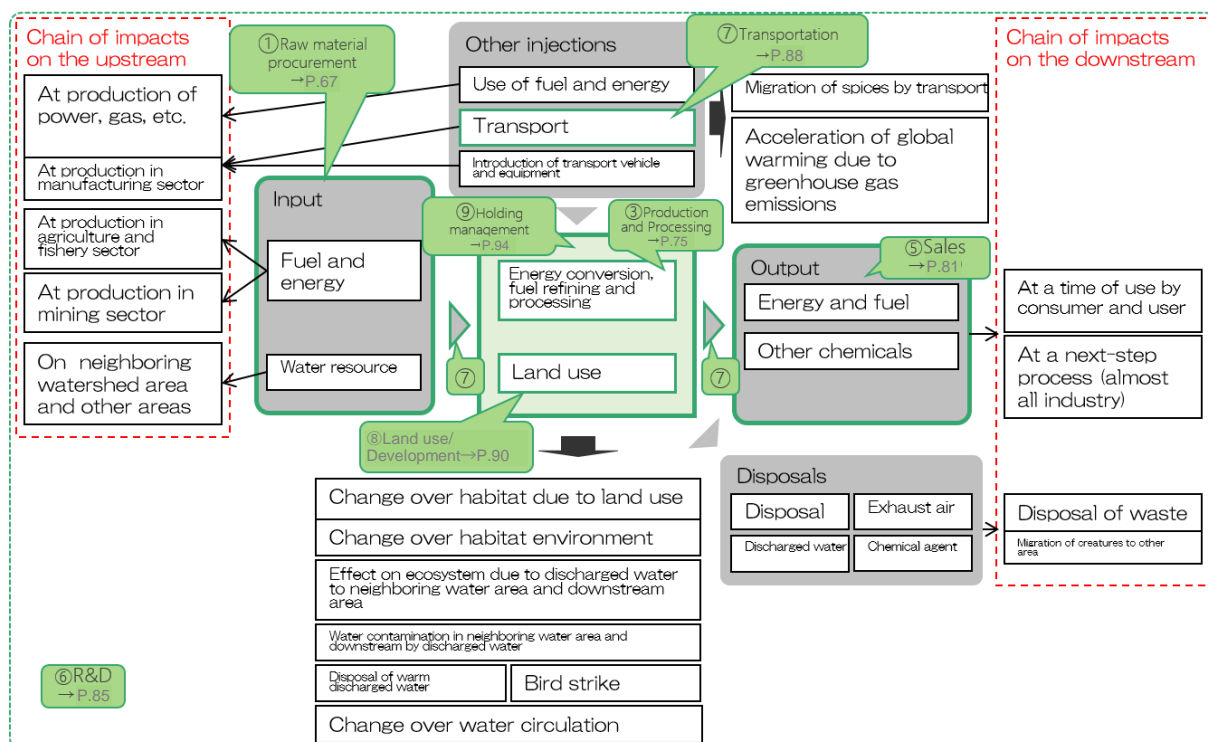 Chain of impacts
on the upstream
At production of
power, gas, etc.
At production in
manufacturing sector
At production in
agriculture and
fishery sector
At production in
mining sector
On neighboring
watershed area
and other areas
①Raw material
procurement
→P.67
Input
Fuel and
energy
Water resource
Other injections
Use of fuel and energy
Transport
Introduction of transport vehicle
and equipment
⑦Transportation
→P.88
Migration of spices by transport
Acceleration of global
warming due to
greenhouse gas
emissions
⑨Holding
management
→P.94
③Production
and Processing
→P.75
Energy conversion,
fuel refining and
processing
Land use
⑦
⑦
⑧Land use/
Development→P.90
⑤Sales
→P.81
Output
Energy and fuel
Other chemicals
Chain of impacts
on the downstream
At a time of use by
consumer and user
At a next-step
process (almost
all industry)
Disposals
Disposal
Exhaust air
Discharged water
Chemical agent
Disposal of waste
Migration of creatures to other
area
Change over habitat due to land use
Change over habitat environment
Effect on ecosystem due to discharged water
to neighboring water area and downstream
area
Water contamination in neighboring water area and
downstream by discharged water
Disposal of warm
discharged water
Bird strike
Change over water circulation
⑥R&D
→P.85